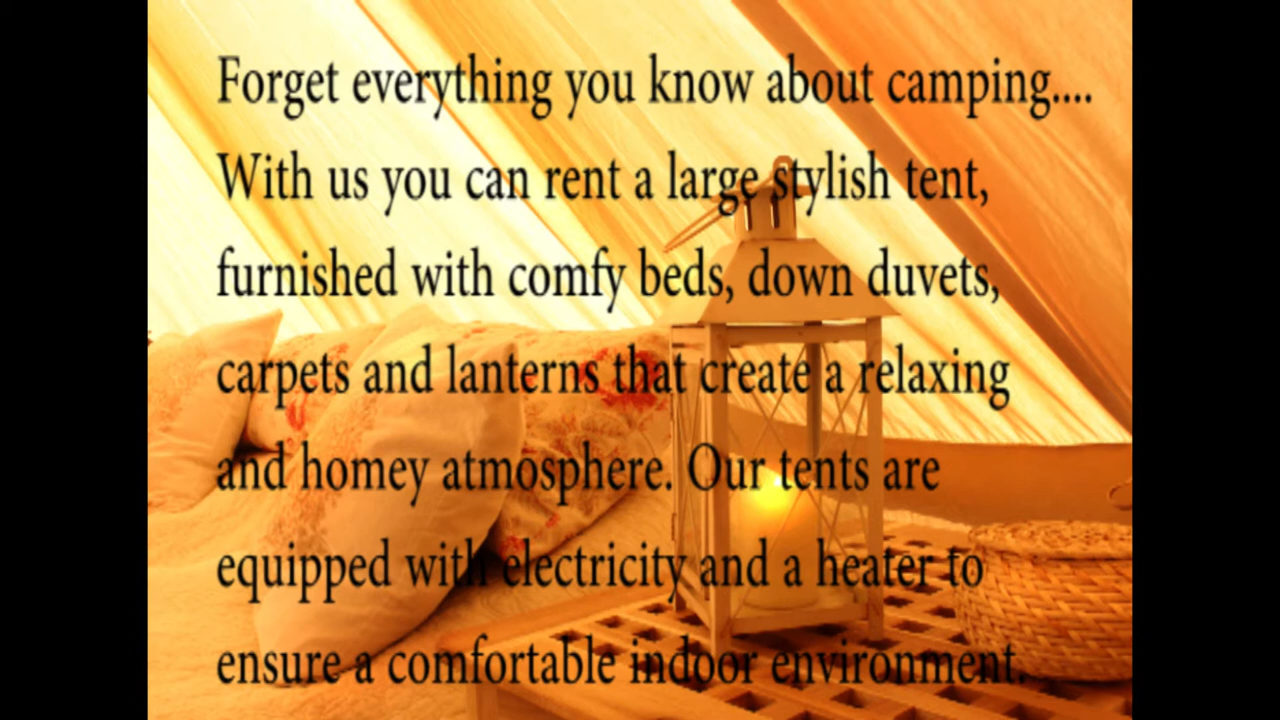 Forget everything you know about camping....
With us you can rent a large stylish tent,
furnished with comfy beds, down duvets,
carpets and lanterns that create a relaxing
and homey atmosphere. Our tents are
equipped with electricity and a heater to
ensure a comfortable indoor environment.